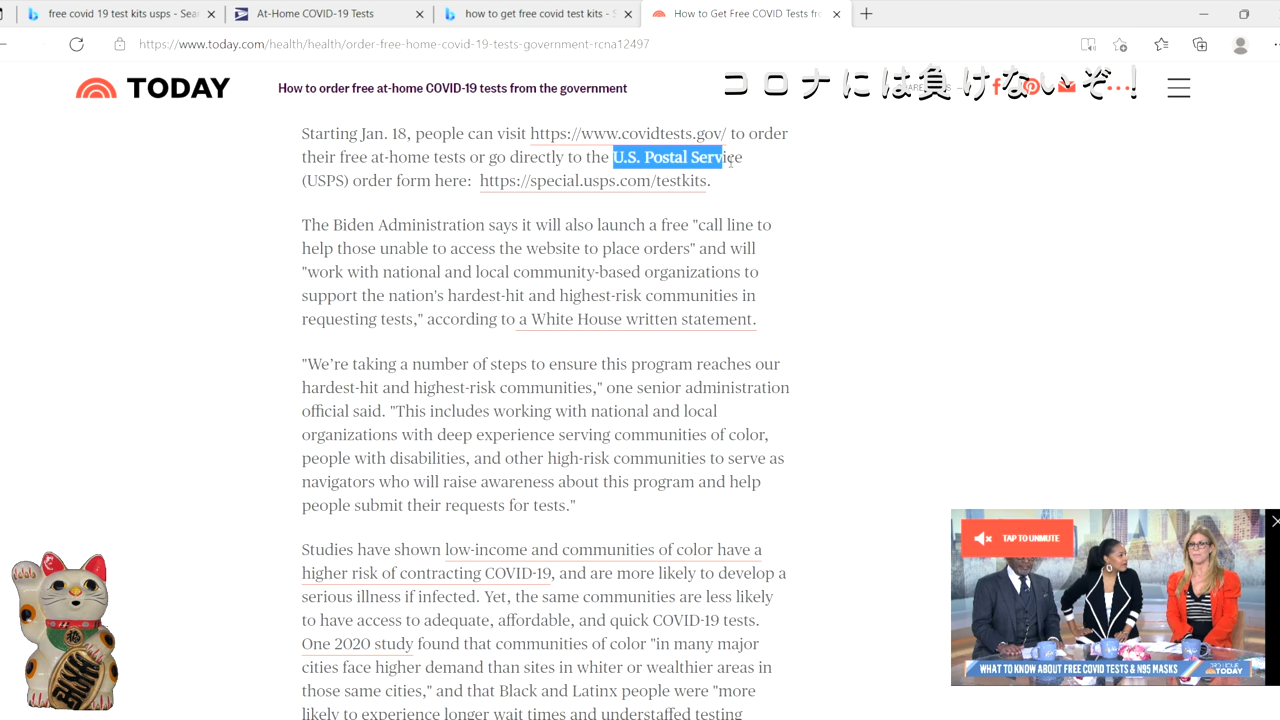 free covid 19 test kits usps - Sea
At-Home COVID-19 Tests
how to get free covid test kits - S
How to Get Free COVID Tests fro
https://www.today.com/health/health/order-free-home-covid-19-tests-government-rcna12497
TODAY
How to order free at-home COVID-19 tests from the government
コロナには負けないぞ！
Starting Jan. 18, people can visit https://www.covidtests.gov/ to order
their free at-home tests or go directly to the U.S. Postal Service
(USPS) order form here: https://special.usps.com/testkits.
The Biden Administration says it will also launch a free "call line to
help those unable to access the website to place orders" and will
"work with national and local community-based organizations to
support the nation's hardest-hit and highest-risk communities in
requesting tests," according to a White House written statement.
"We’re taking a number of steps to ensure this program reaches our
hardest-hit and highest-risk communities," one senior administration
official said. "This includes working with national and local
organizations with deep experience serving communities of color,
people with disabilities, and other high-risk communities to serve as
navigators who will raise awareness about this program and help
people submit their requests for tests."
Studies have shown low-income and communities of color have a
higher risk of contracting COVID-19, and are more likely to develop a
serious illness if infected. Yet, the same communities are less likely
to have access to adequate, affordable, and quick COVID-19 tests.
One 2020 study found that communities of color "in many major
cities face higher demand than sites in whiter or wealthier areas in
those same cities," and that Black and Latinx people were "more
likely to experience longer wait times and understaffed testing
TAP TO UNMUTE
WHAT TO KNOW ABOUT FREE COVID TESTS & N95 MASKS
3RD HOUR
TODAY